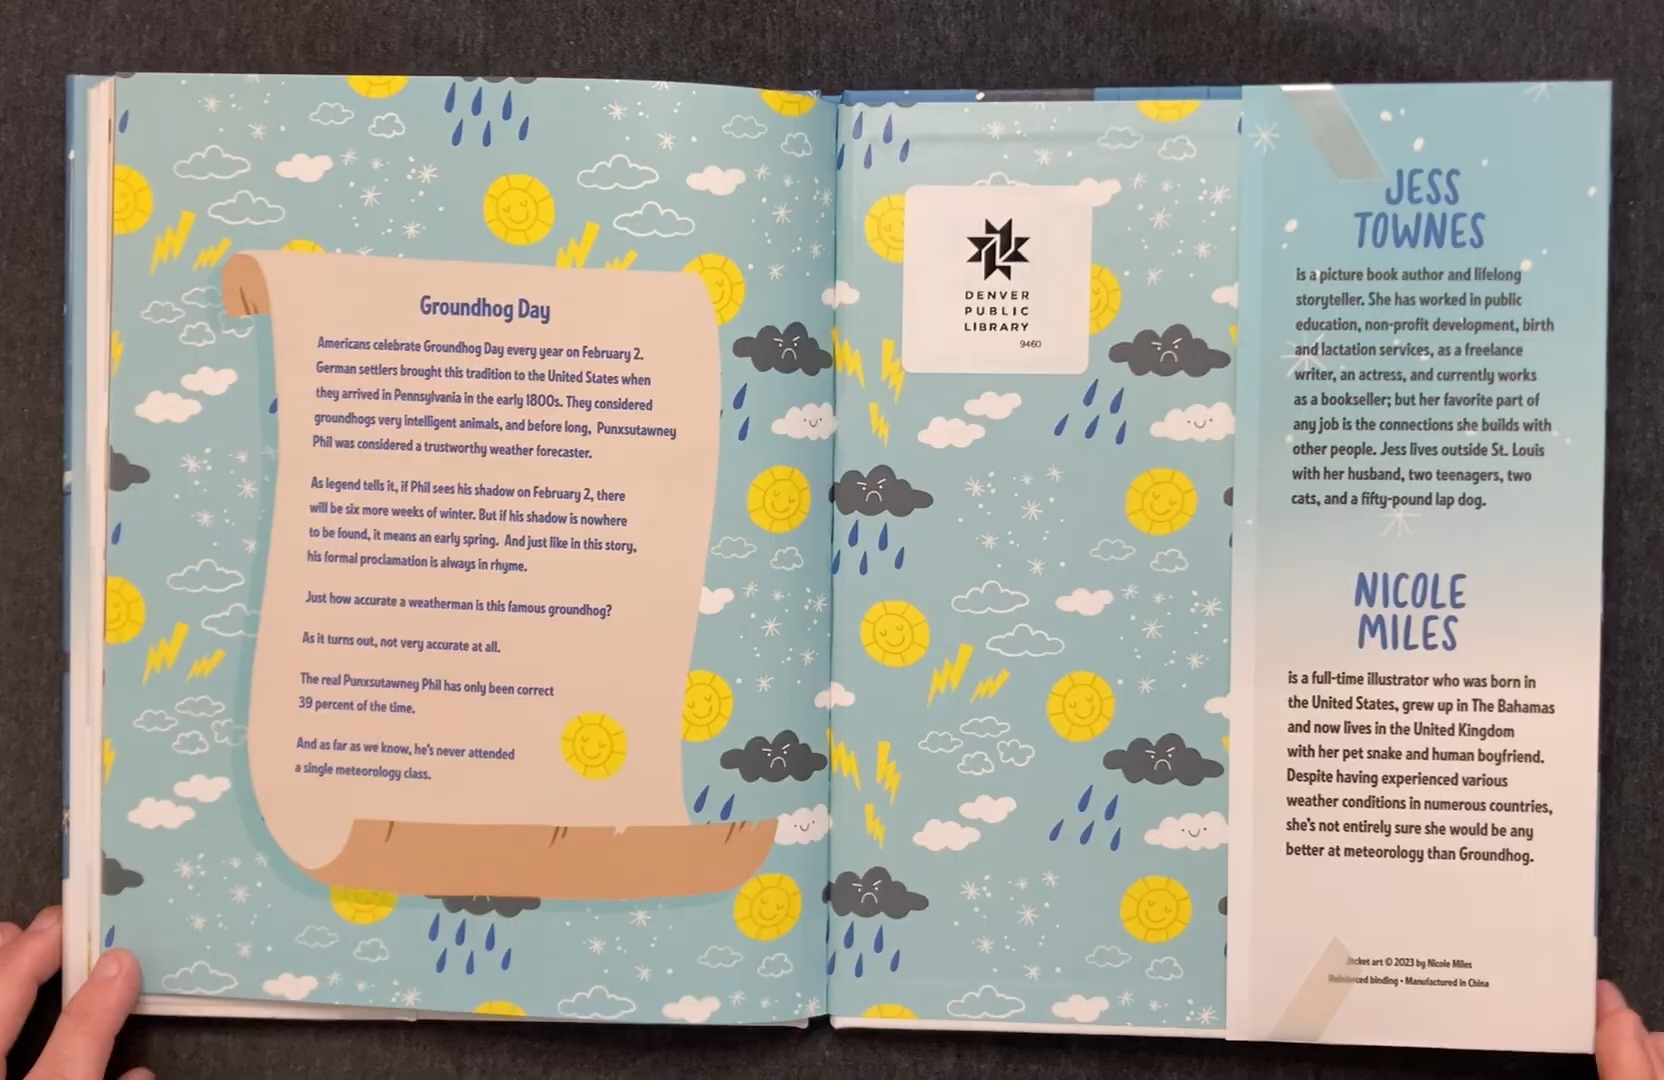 Groundhog Day
Americans celebrate Groundhog Day every year on February 2.
German settlers brought this tradition to the United States when
they arrived in Pennsylvania in the early 1800s. They considered
groundhogs very intelligent animals, and before long, Punxsutawney
Phil was considered a trustworthy weather forecaster.
As legend tells it, if Phil sees his shadow on February 2, there
will be six more weeks of winter. But if his shadow is nowhere
to be found, it means an early spring. And just like in this story,
his formal proclamation is always in rhyme.
Just how accurate a weatherman is this famous groundhog?
As it turns out, not very accurate at all.
The real Punxsutawney Phil has only been correct
39 percent of the time.
And as far as we know, he's never attended
a single meteorology class.
DENVER
PUBLIC
LIBRARY
9460
JESS
TOWNES
is a picture book author and lifelong
storyteller. She has worked in public
education, non-profit development, birth
and lactation services, as a freelance
writer, an actress, and currently works
as a bookseller; but her favorite part of
any job is the connections she builds with
other people. Jess lives outside St. Louis
with her husband, two teenagers, two
cats, and a fifty-pound lap dog.
NICOLE
MILES
is a full-time illustrator who was born in
the United States, grew up in The Bahamas
and now lives in the United Kingdom
with her pet snake and human boyfriend.
Despite having experienced various
weather conditions in numerous countries,
she's not entirely sure she would be any
better at meteorology than Groundhog.
Jacket art © 2023 by Nicole Miles
Reinforced binding • Manufactured in China